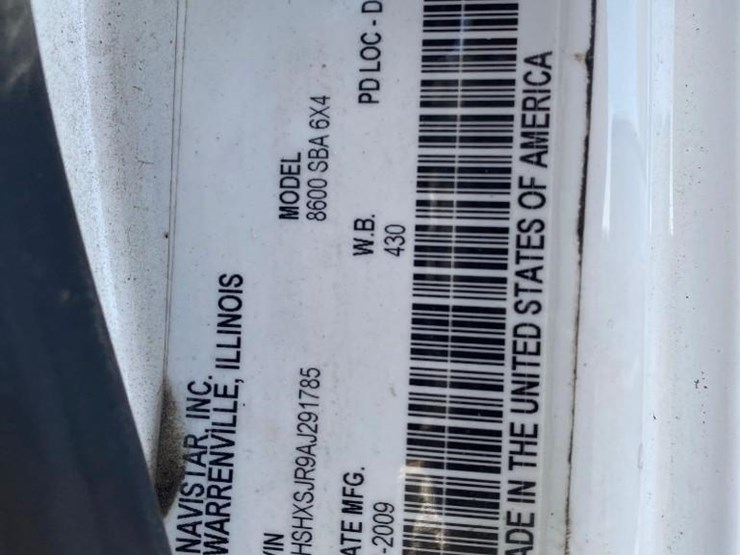 NAVISTAR, INC.
WARRENVILLE, ILLINOIS
VIN MODEL
HSHXSJR9AJ291785 8600 SBA 6X4
ATE MFG. W.B. PD LOC - D
-2009 430
ADE IN THE UNITED STATES OF AMERICA